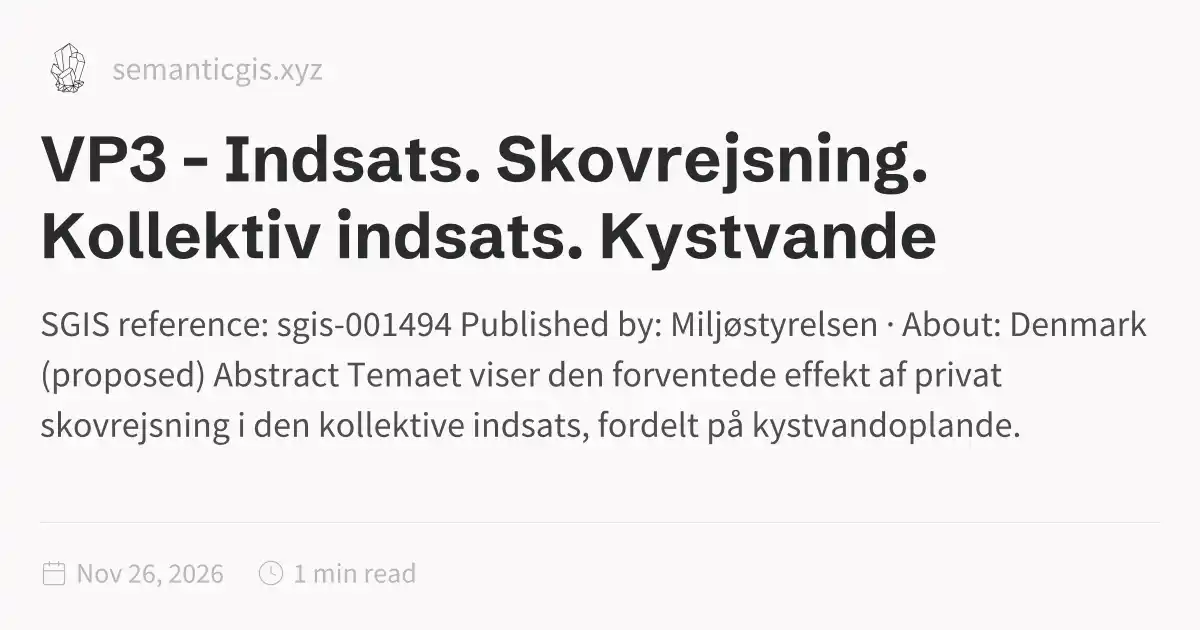 semanticgis.xyz
VP3 - Indsats. Skovrejsning.
Kollektiv indsats. Kystvande
SGIS reference: sgis-001494 Published by: Miljøstyrelsen · About: Denmark
(proposed) Abstract Temaet viser den forventede effekt af privat
skovrejsning i den kollektive indsats, fordelt på kystvandoplande.
Nov 26, 2026 1 min read